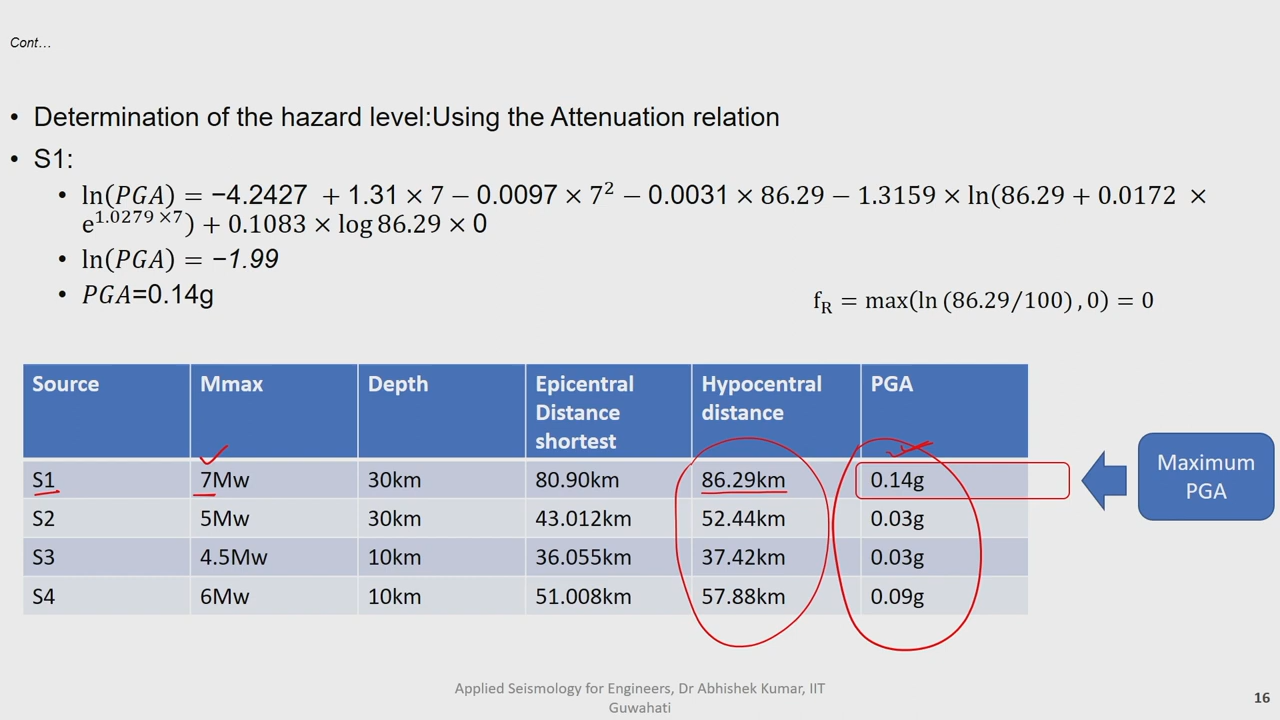 Cont…
• Determination of the hazard level:Using the Attenuation relation
• S1:
• ln(PGA) = −4.2427 + 1.31 × 7 − 0.0097 × 7² − 0.0031 × 86.29 − 1.3159 × ln(86.29 + 0.0172 ×
e^1.0279 ×7) + 0.1083 × log 86.29 × 0
• ln(PGA) = −1.99
• PGA=0.14g
f_R = max(ln (86.29/100) , 0) = 0
Source Mmax Depth Epicentral Distance shortest Hypocentral distance PGA
S1 7Mw 30km 80.90km 86.29km 0.14g
S2 5Mw 30km 43.012km 52.44km 0.03g
S3 4.5Mw 10km 36.055km 37.42km 0.03g
S4 6Mw 10km 51.008km 57.88km 0.09g
Maximum
PGA
Applied Seismology for Engineers, Dr Abhishek Kumar, IIT
Guwahati
16